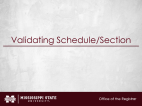 Validating Schedule/Section
MISSISSIPPI STATE
UNIVERSITY
Office of the Registrar